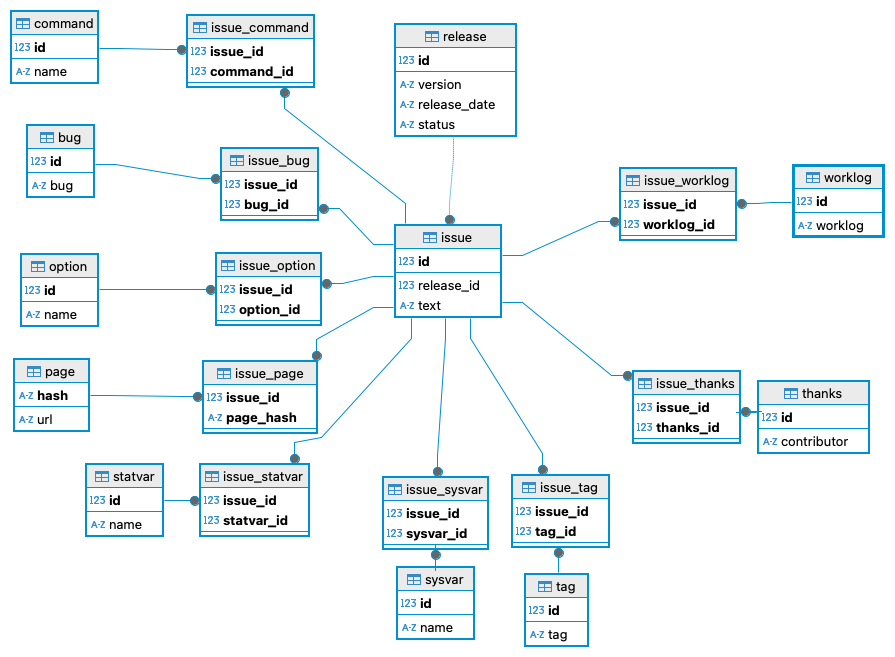 command
123 id
A-Z name
issue_command
123 issue_id
123 command_id
release
123 id
A-Z version
A-Z release_date
A-Z status
bug
123 id
A-Z bug
issue_bug
123 issue_id
123 bug_id
issue_worklog
123 issue_id
123 worklog_id
worklog
123 id
A-Z worklog
issue
123 id
123 release_id
A-Z text
option
123 id
A-Z name
issue_option
123 issue_id
123 option_id
page
A-Z hash
A-Z url
issue_page
123 issue_id
A-Z page_hash
issue_thanks
123 issue_id
123 thanks_id
thanks
123 id
A-Z contributor
statvar
123 id
A-Z name
issue_statvar
123 issue_id
123 statvar_id
issue_sysvar
123 issue_id
123 sysvar_id
issue_tag
123 issue_id
123 tag_id
sysvar
123 id
A-Z name
tag
123 id
A-Z tag